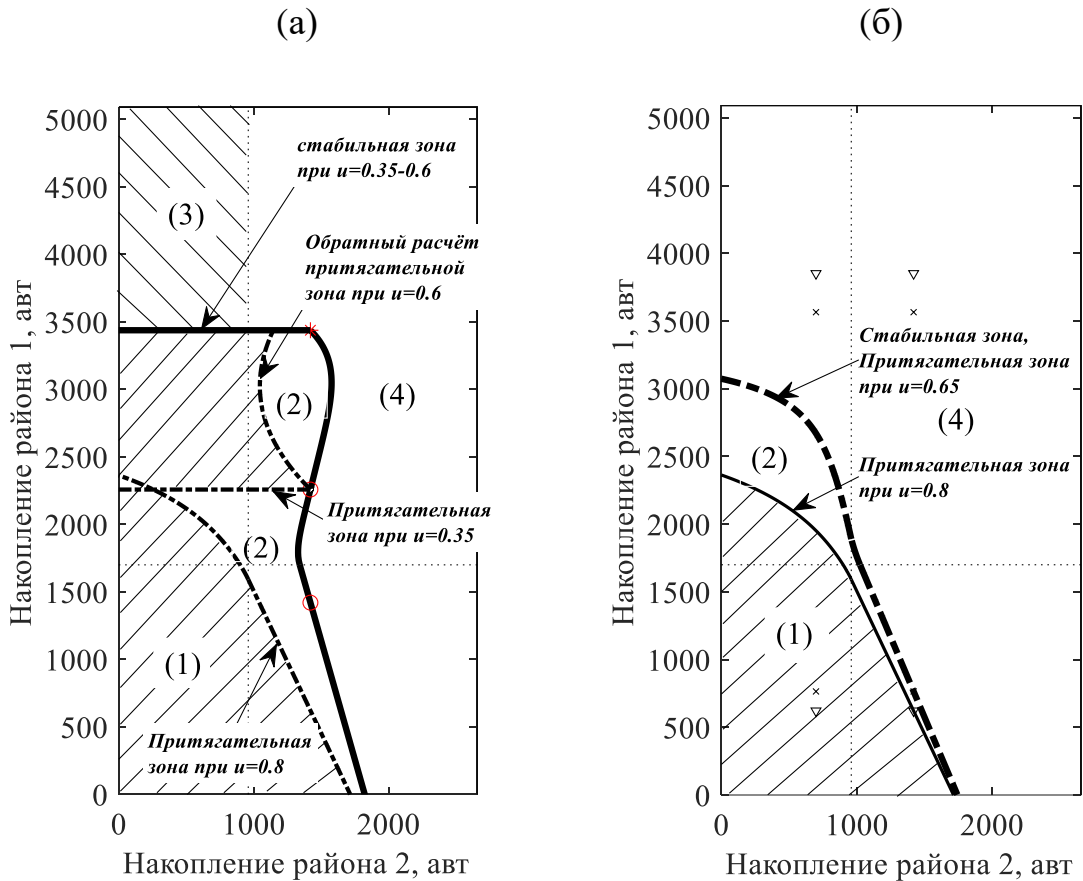 (а)
(б)
5000
4500
4000
3500
3000
2500
2000
1500
1000
500
0
Накопление района 1, авт
стабильная зона
при u=0.35-0.6
(3)
Обратный расчёт
притягательной
зона при u=0.6
(2)
(4)
Притягательная
зона при u=0.35
(2)
(1)
Притягательная
зона при u=0.8
0
1000
2000
Накопление района 2, авт
5000
4500
4000
3500
3000
2500
2000
1500
1000
500
0
Накопление района 1, авт
Стабильная зона,
Притягательная зона
при u=0.65
(4)
(2)
Притягательная зона
при u=0.8
(1)
0
1000
2000
Накопление района 2, авт